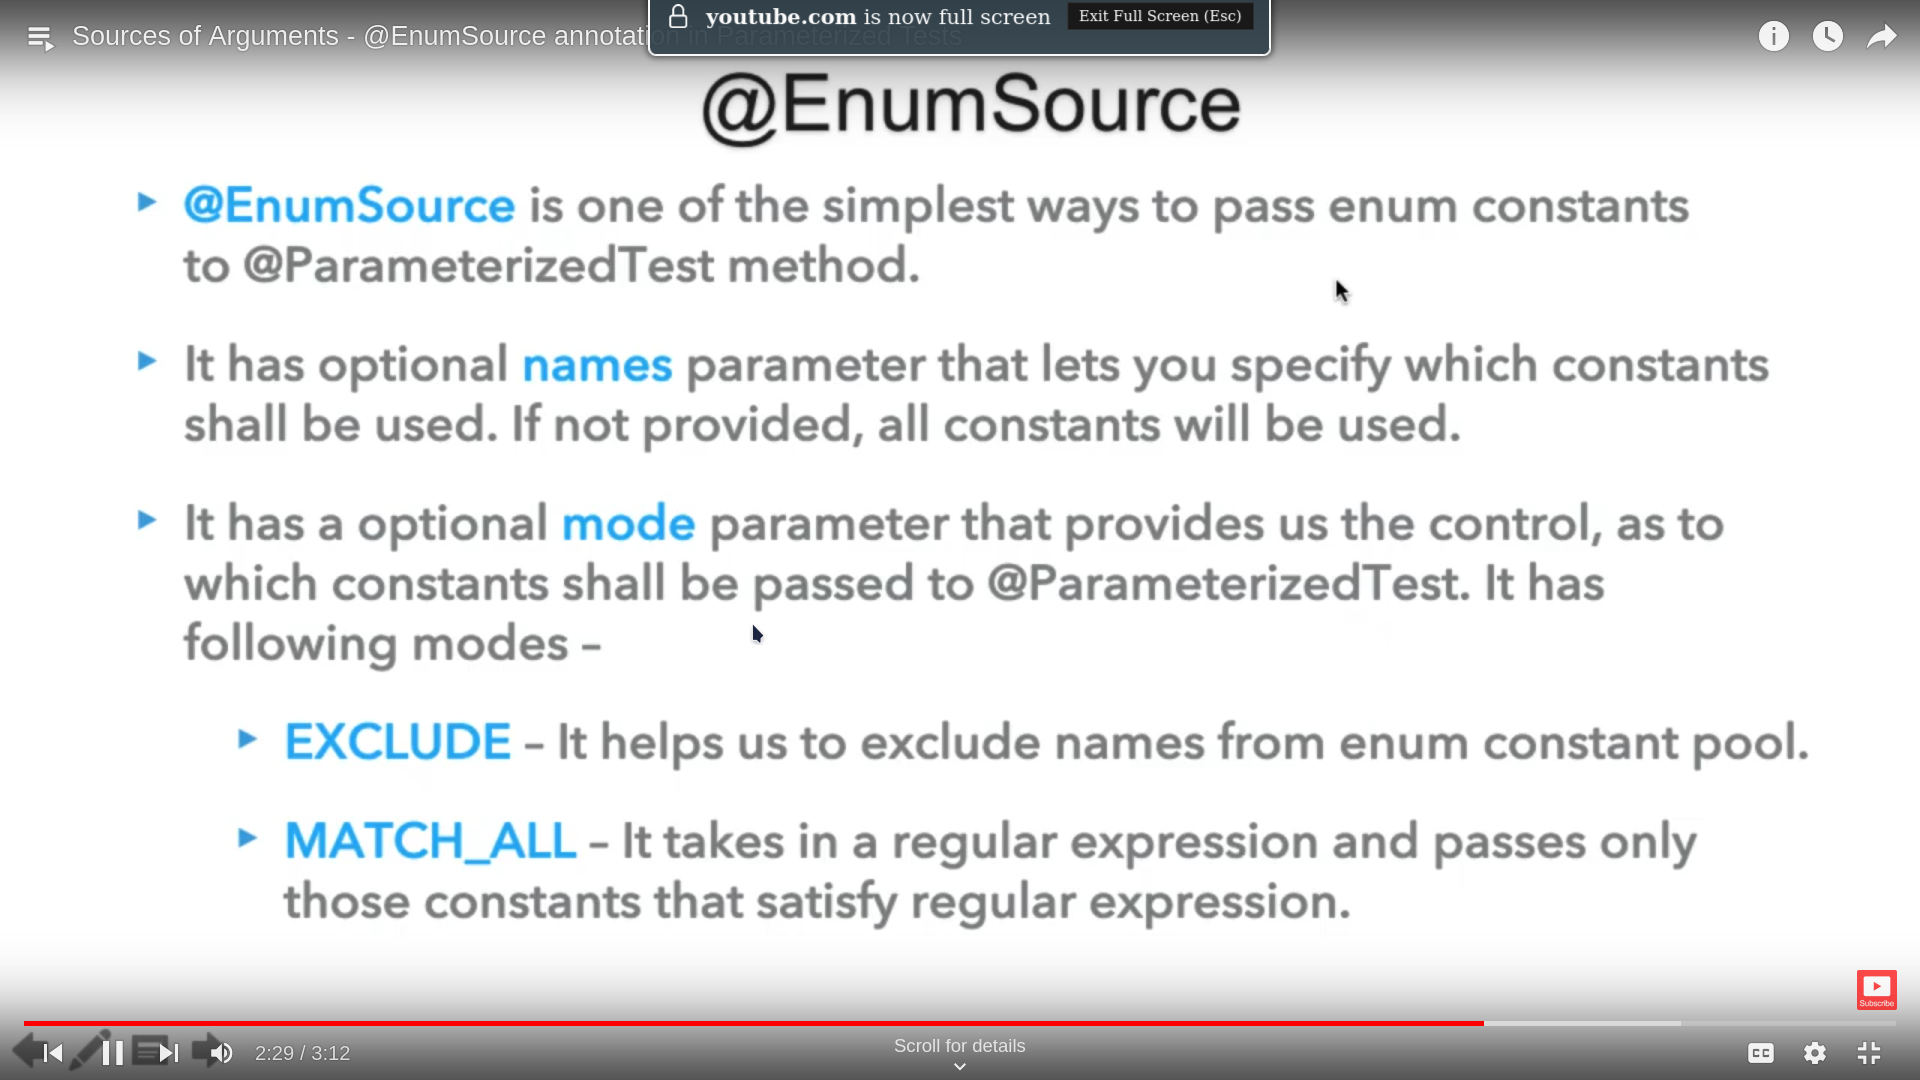 youtube.com is now full screen Exit Full Screen (Esc)
Sources of Arguments - @EnumSource annotation in Parameterized Tests
@EnumSource
@EnumSource is one of the simplest ways to pass enum constants
to @ParameterizedTest method.
It has optional names parameter that lets you specify which constants
shall be used. If not provided, all constants will be used.
It has a optional mode parameter that provides us the control, as to
which constants shall be passed to @ParameterizedTest. It has
following modes –
EXCLUDE – It helps us to exclude names from enum constant pool.
MATCH_ALL – It takes in a regular expression and passes only
those constants that satisfy regular expression.
Subscribe
2:29 / 3:12
Scroll for details
CC